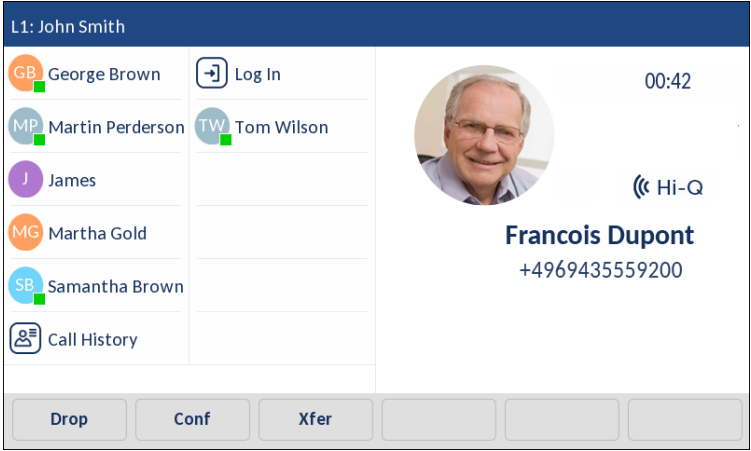 L1: John Smith
GB George Brown
Log In
MP Martin Perderson
TW Tom Wilson
J James
MG Martha Gold
SB Samantha Brown
Call History
00:42
Hi-Q
Francois Dupont
+4969435559200
Drop Conf Xfer